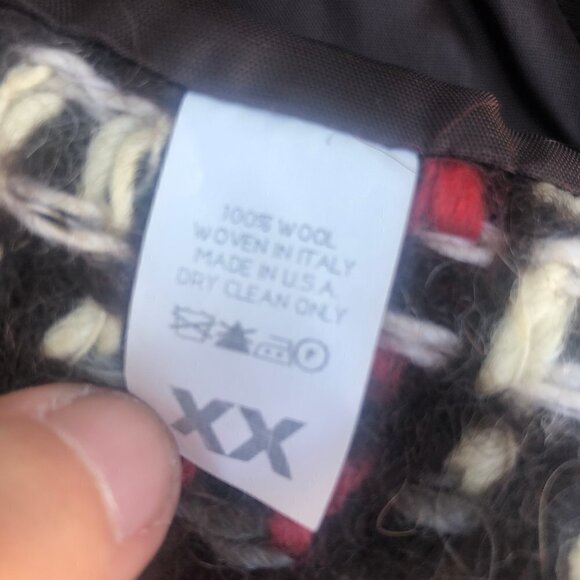 100% WOOL
WOVEN IN ITALY
MADE IN U.S.A.
DRY CLEAN ONLY
P
XX